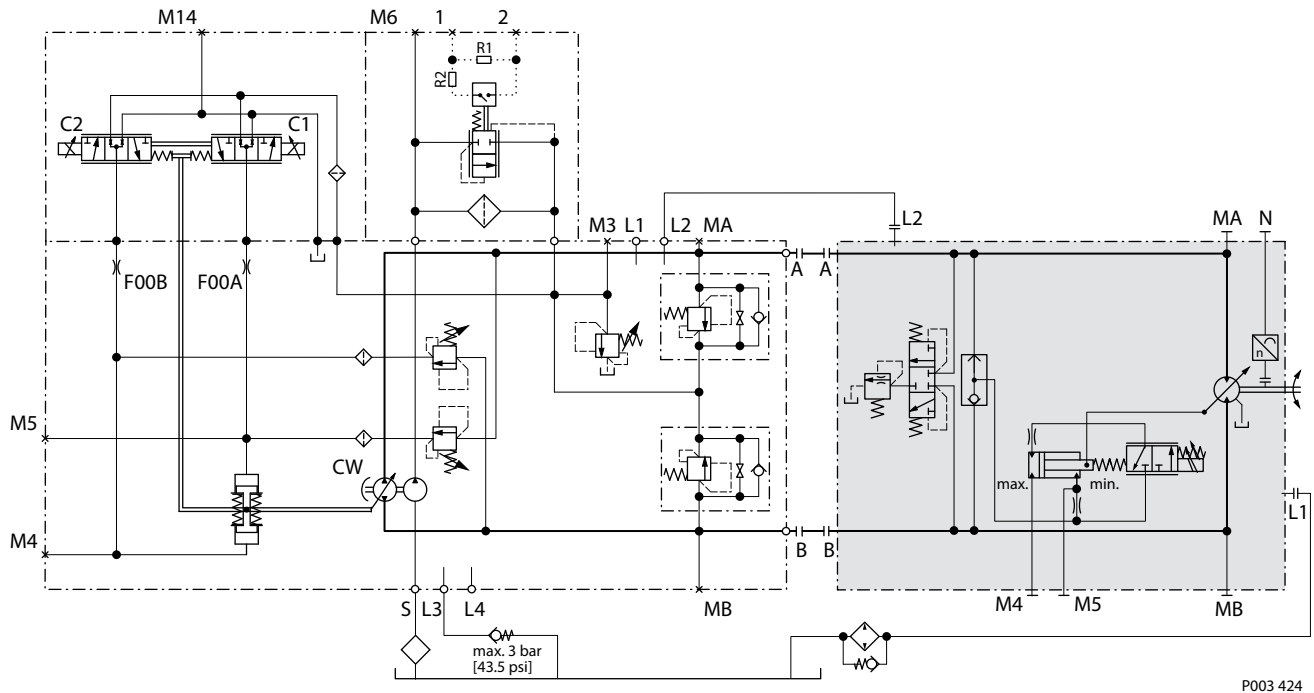 M14
M6
1
2
R1
R2
C2
C1
M3
L1
L2
MA
L2
MA
N
F00B
F00A
A
A
n
M5
CW
max.
min.
L1
M4
B
B
S
L3
L4
MB
M4
M5
MB
max. 3 bar
[43.5 psi]
P003 424